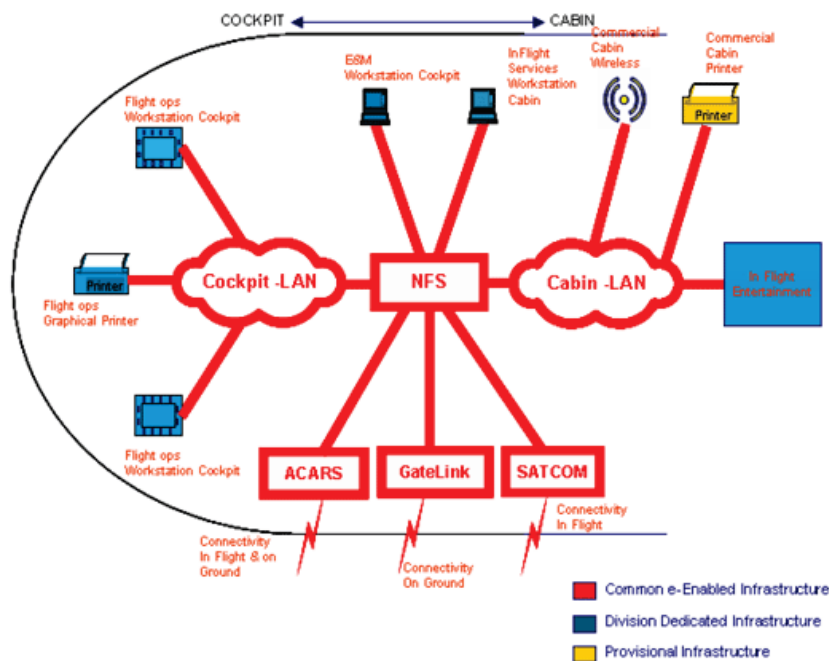 COCKPIT
CABIN
E&M
Workstation Cockpit
InFlight
Services
Workstation
Cabin
Commercial
Cabin
Wireless
Commercial
Cabin
Printer
Flight ops
Workstation Cockpit
Printer
Printer
Flight ops
Graphical Printer
Cockpit -LAN
NFS
Cabin -LAN
In Flight
Entertainment
Flight ops
Workstation Cockpit
ACARS
GateLink
SATCOM
Connectivity
In Flight & on
Ground
Connectivity
On Ground
Connectivity
In Flight
Common e-Enabled Infrastructure
Division Dedicated Infrastructure
Provisional Infrastructure